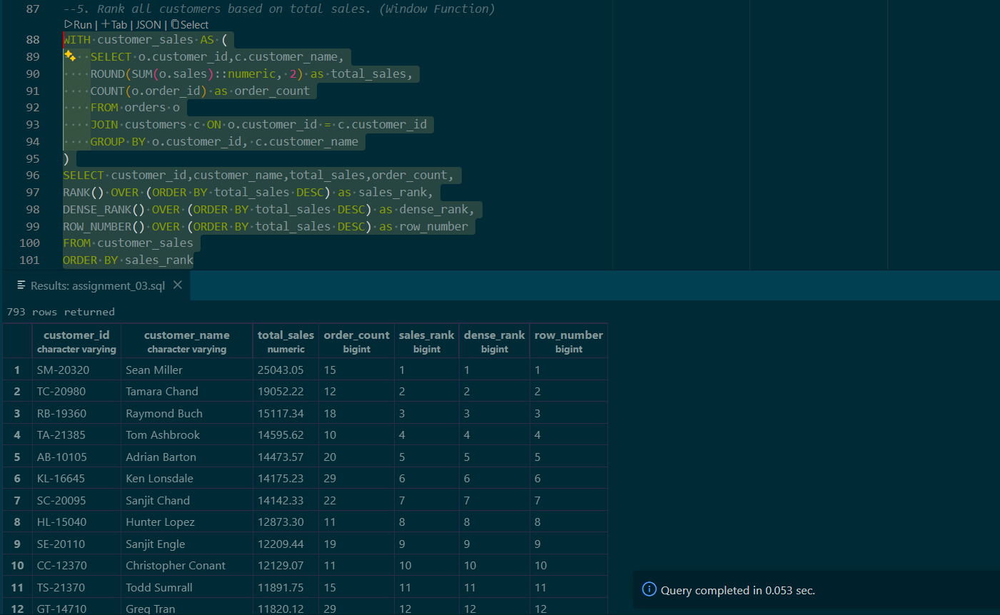 87 --5. Rank all customers based on total sales. (Window Function)
Run | +Tab | JSON | Select
88 WITH customer_sales AS (
89 SELECT o.customer_id,c.customer_name,
90 ROUND(SUM(o.sales)::numeric, 2) as total_sales,
91 COUNT(o.order_id) as order_count
92 FROM orders o
93 JOIN customers c ON o.customer_id = c.customer_id
94 GROUP BY o.customer_id, c.customer_name
95 )
96 SELECT customer_id,customer_name,total_sales,order_count,
97 RANK() OVER (ORDER BY total_sales DESC) as sales_rank,
98 DENSE_RANK() OVER (ORDER BY total_sales DESC) as dense_rank,
99 ROW_NUMBER() OVER (ORDER BY total_sales DESC) as row_number
100 FROM customer_sales
101 ORDER BY sales_rank
Results: assignment_03.sql
793 rows returned
customer_id customer_name total_sales order_count sales_rank dense_rank row_number
character varying character varying numeric bigint bigint bigint bigint
1 SM-20320 Sean Miller 25043.05 15 1 1 1
2 TC-20980 Tamara Chand 19052.22 12 2 2 2
3 RB-19360 Raymond Buch 15117.34 18 3 3 3
4 TA-21385 Tom Ashbrook 14595.62 10 4 4 4
5 AB-10105 Adrian Barton 14473.57 20 5 5 5
6 KL-16645 Ken Lonsdale 14175.23 29 6 6 6
7 SC-20095 Sanjit Chand 14142.33 22 7 7 7
8 HL-15040 Hunter Lopez 12873.30 11 8 8 8
9 SE-20110 Sanjit Engle 12209.44 19 9 9 9
10 CC-12370 Christopher Conant 12129.07 11 10 10 10
11 TS-21370 Todd Sumrall 11891.75 15 11 11 11
12 GT-14710 Greg Tran 11820.12 29 12 12 12
Query completed in 0.053 sec.